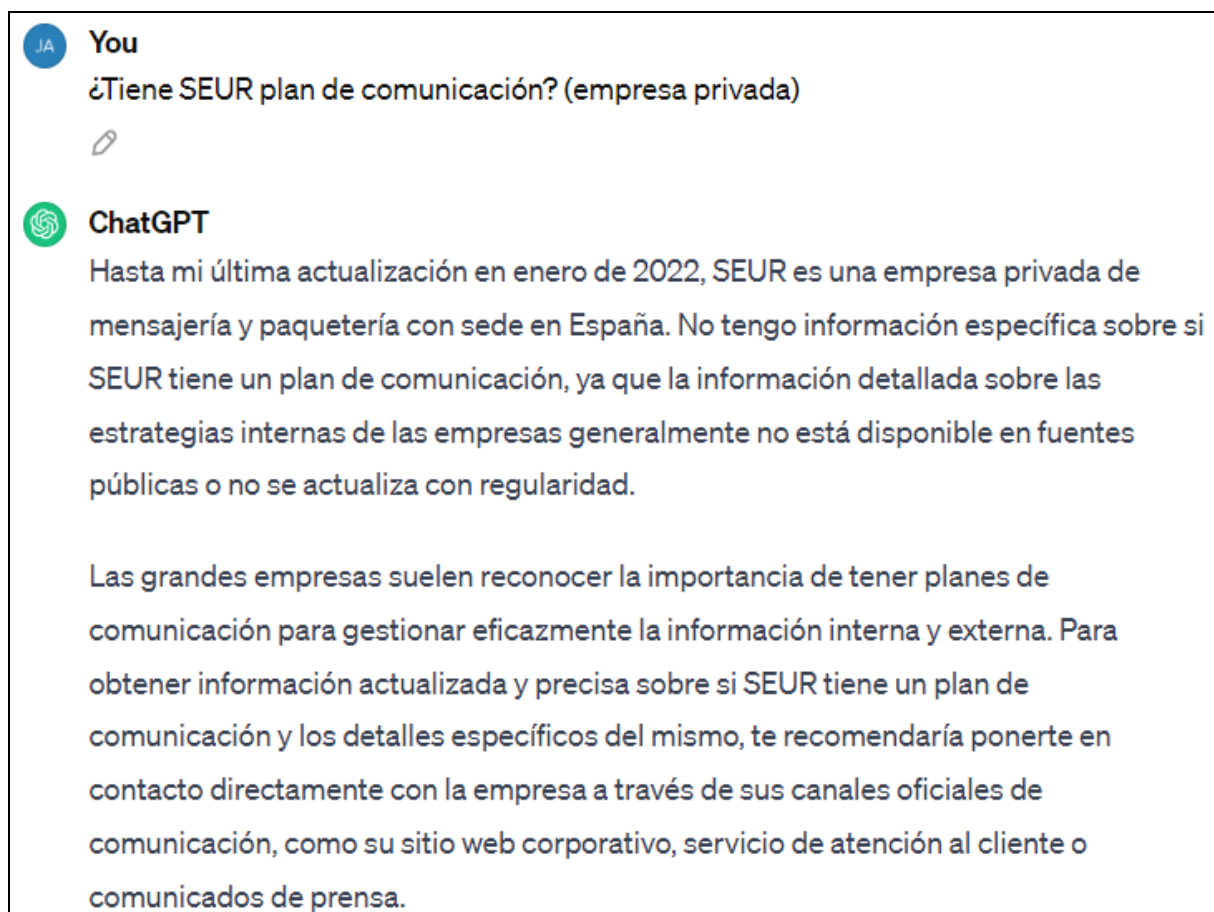 JA
You
¿Tiene SEUR plan de comunicación? (empresa privada)
ChatGPT
Hasta mi última actualización en enero de 2022, SEUR es una empresa privada de
mensajería y paquetería con sede en España. No tengo información específica sobre si
SEUR tiene un plan de comunicación, ya que la información detallada sobre las
estrategias internas de las empresas generalmente no está disponible en fuentes
públicas o no se actualiza con regularidad.
Las grandes empresas suelen reconocer la importancia de tener planes de
comunicación para gestionar eficazmente la información interna y externa. Para
obtener información actualizada y precisa sobre si SEUR tiene un plan de
comunicación y los detalles específicos del mismo, te recomendaría ponerte en
contacto directamente con la empresa a través de sus canales oficiales de
comunicación, como su sitio web corporativo, servicio de atención al cliente o
comunicados de prensa.